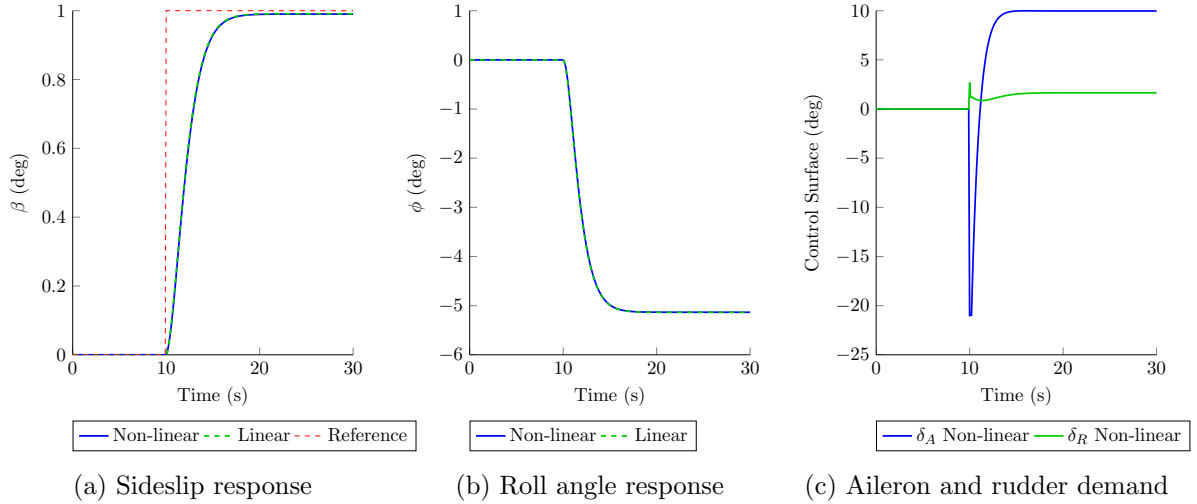 1
0.8
0.6
0.4
0.2
0
0 10 20 30
β (deg)
Time (s)
Non-linear Linear Reference
(a) Sideslip response
1
0
−1
−2
−3
−4
−5
−6
0 10 20 30
ϕ (deg)
Time (s)
Non-linear Linear
(b) Roll angle response
10
5
0
−5
−10
−15
−20
−25
0 10 20 30
Control Surface (deg)
Time (s)
δA Non-linear δR Non-linear
(c) Aileron and rudder demand